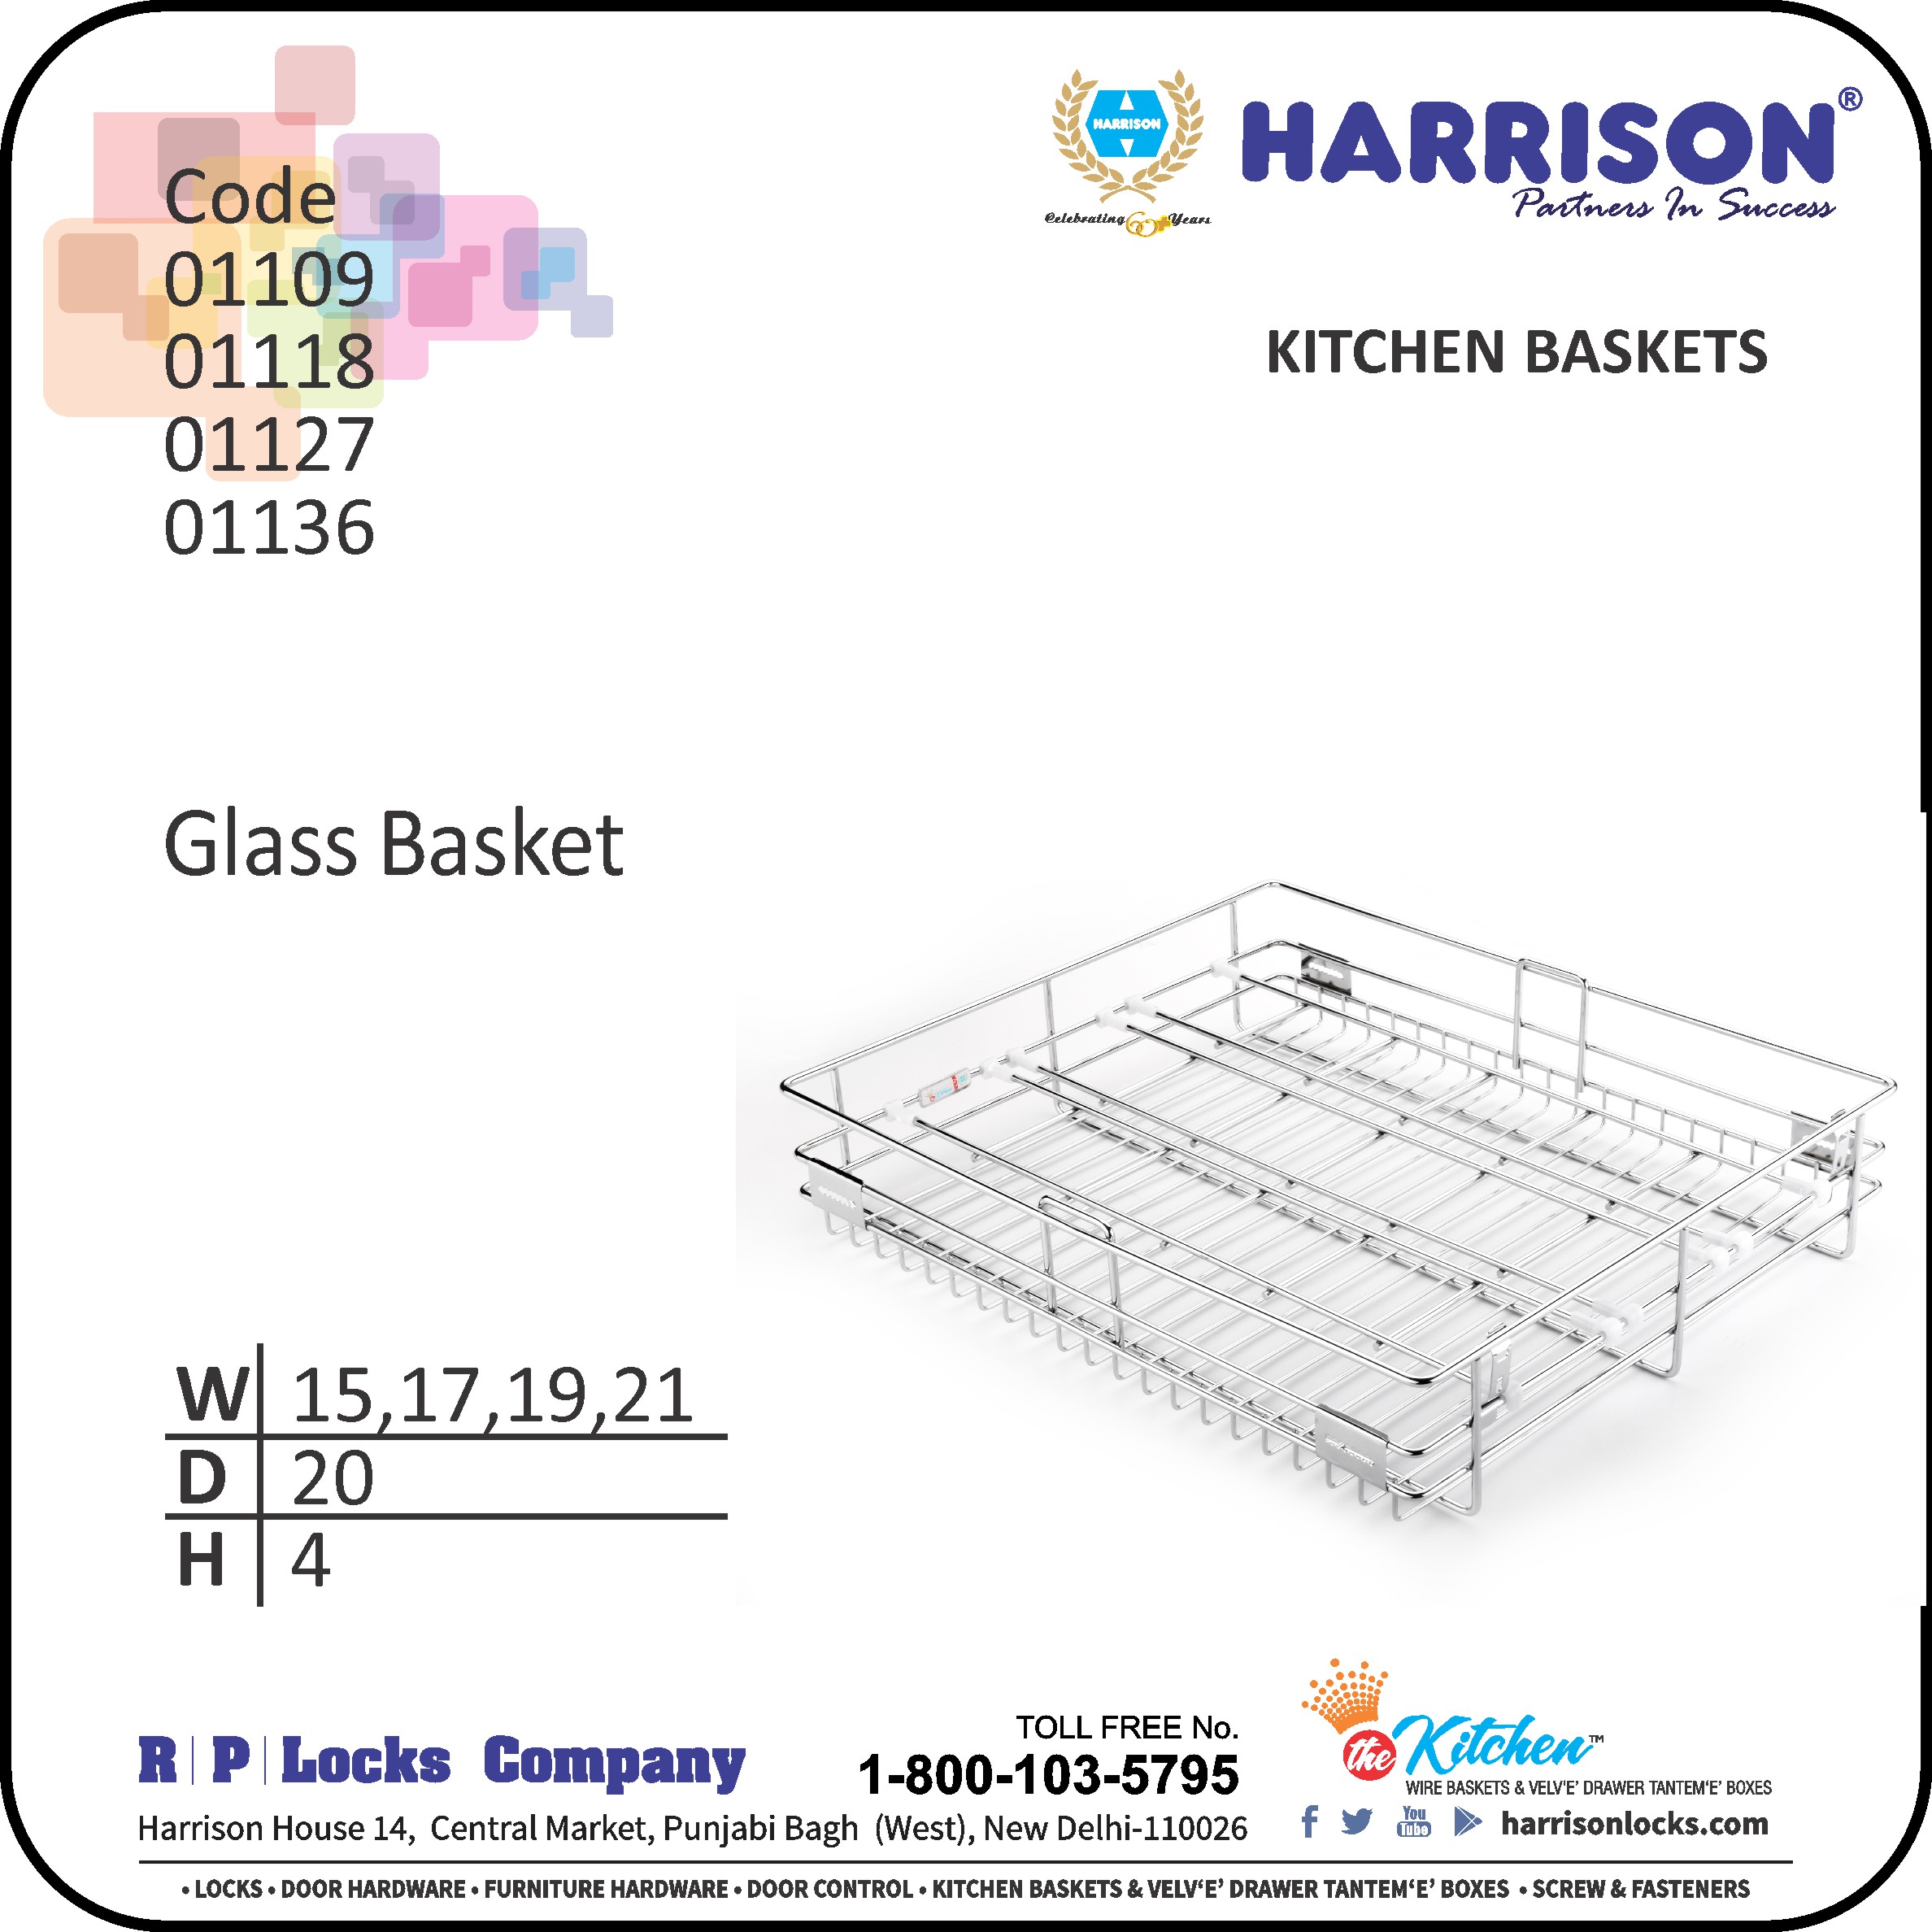 HARRISON
Celebrating 60+ Years
HARRISON®
Partners In Success
Code
01109
01118
01127
01136
KITCHEN BASKETS
Glass Basket
W 15,17,19,21
D 20
H 4
R P Locks Company
TOLL FREE No.
1-800-103-5795
the Kitchen™
WIRE BASKETS & VELV'E' DRAWER TANTEM'E' BOXES
Harrison House 14, Central Market, Punjabi Bagh (West), New Delhi-110026
You Tube
harrisonlocks.com
• LOCKS • DOOR HARDWARE • FURNITURE HARDWARE • DOOR CONTROL • KITCHEN BASKETS & VELV‘E’ DRAWER TANTEM‘E’ BOXES • SCREW & FASTENERS